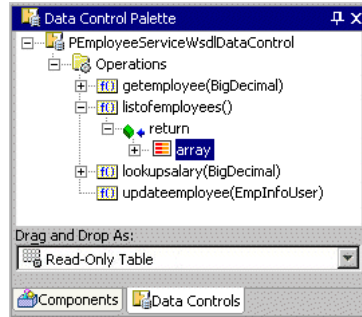 Data Control Palette
PEmployeeServiceWsdlDataControl
Operations
f() getemployee(BigDecimal)
f() listofemployees()
return
array
f() lookupsalary(BigDecimal)
f() updateemployee(EmpInfoUser)
Drag and Drop As:
Read-Only Table
Components Data Controls